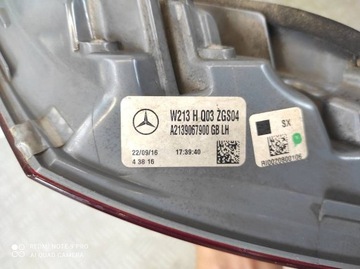 W213 H Q03 ZGS04
A2139067900 GB LH
22/09/16 17:39:40
4 38 16
SX
REDMI NOTE 8 PRO
AI QUAD CAMERA